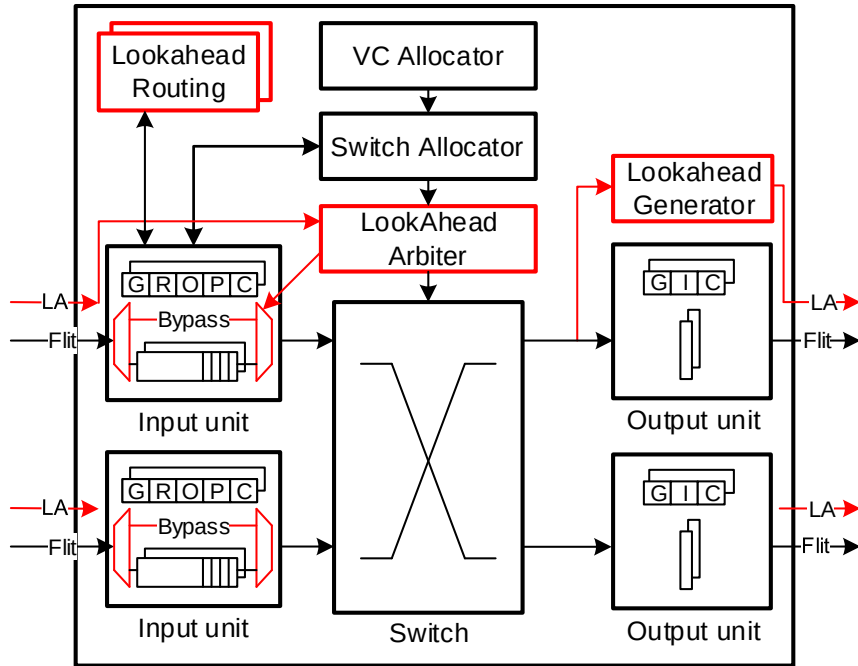 Lookahead
Routing
VC Allocator
Switch Allocator
Lookahead
Generator
LookAhead
Arbiter
G R O P C
G I C
LA
LA
Bypass
Flit
Flit
Input unit
Output unit
G R O P C
G I C
LA
LA
Bypass
Flit
Flit
Input unit
Switch
Output unit